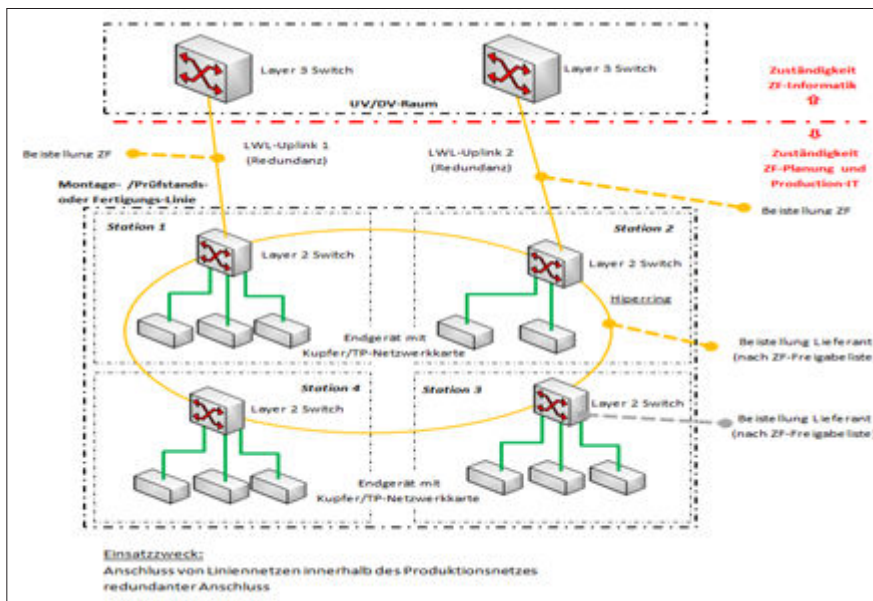 Layer 3 Switch
Layer 3 Switch
UV/DV-Raum
Zuständigkeit
ZF-Informatik
Beistellung ZF
LWL-Uplink 1
(Redundanz)
LWL-Uplink 2
(Redundanz)
Zuständigkeit
ZF-Planung und
Production-IT
Beistellung ZF
Montage- /Prüfstands-
oder Fertigungs-Linie
Station 1
Layer 2 Switch
Station 2
Layer 2 Switch
Hiperring
Endgerät mit
Kupfer/TP-Netzwerkkarte
Beistellung Lieferant
(nach ZF-Freigabeliste)
Station 4
Layer 2 Switch
Station 3
Layer 2 Switch
Beistellung Lieferant
(nach ZF-Freigabeliste)
Endgerät mit
Kupfer/TP-Netzwerkkarte
Einsatzzweck:
Anschluss von Liniennetzen innerhalb des Produktionsnetzes
redundanter Anschluss